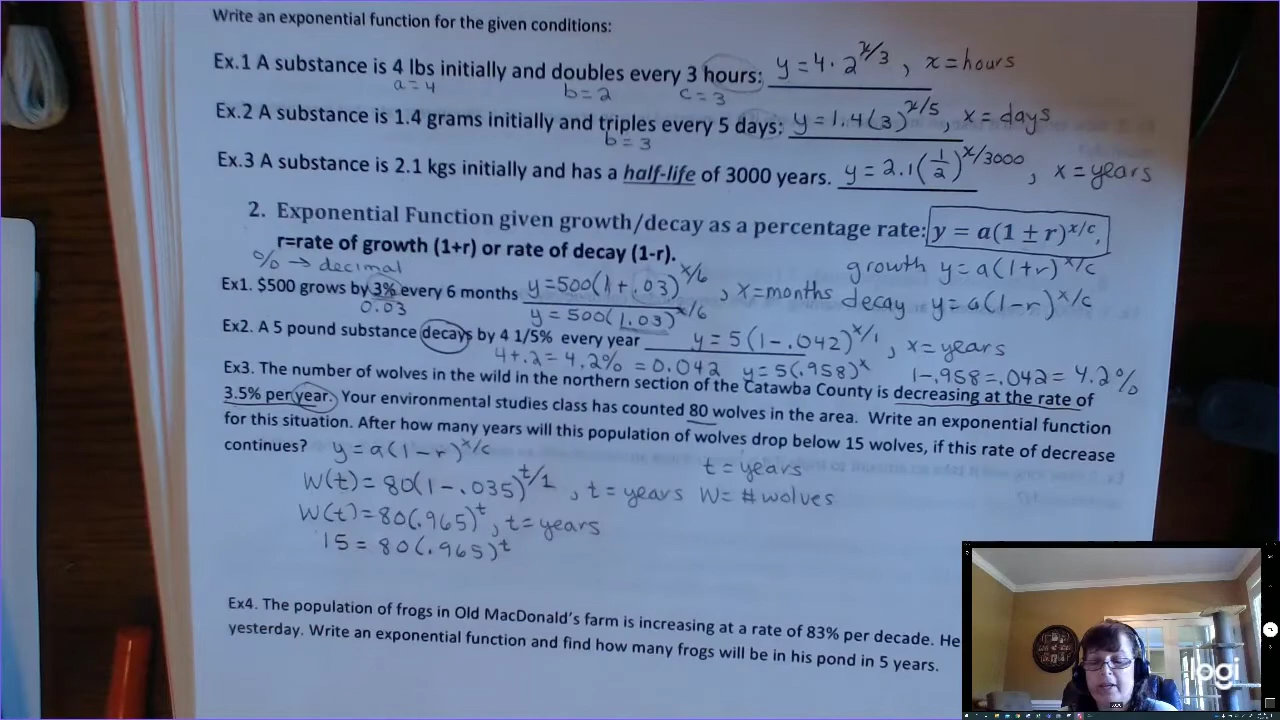 Write an exponential function for the given conditions:
Ex.1 A substance is 4 lbs initially and doubles every 3 hours: y = 4 · 2^x/3, x = hours
a = 4 b = 2 c = 3
Ex.2 A substance is 1.4 grams initially and triples every 5 days: y = 1.4(3)^x/5, x = days
b = 3
Ex.3 A substance is 2.1 kgs initially and has a half-life of 3000 years. y = 2.1(1/2)^x/3000, x = years
2. Exponential Function given growth/decay as a percentage rate: y = a(1 ± r)^x/c,
r=rate of growth (1+r) or rate of decay (1-r).
% → decimal growth y = a(1+r)^x/c
Ex1. $500 grows by 3% every 6 months y = 500(1 + .03)^x/6, x = months decay y = a(1-r)^x/c
0.03 y = 500(1.03)^x/6
Ex2. A 5 pound substance decays by 4 1/5% every year y = 5(1 - .042)^x/1, x = years
4 + .2 = 4.2% = 0.042 y = 5(.958)^x 1 - .958 = .042 = 4.2%
Ex3. The number of wolves in the wild in the northern section of the Catawba County is decreasing at the rate of
3.5% per year. Your environmental studies class has counted 80 wolves in the area. Write an exponential function
for this situation. After how many years will this population of wolves drop below 15 wolves, if this rate of decrease
continues? y = a(1 - r)^x/c t = years
W(t) = 80(1 - .035)^t/1, t = years W = # wolves
W(t) = 80(.965)^t, t = years
15 = 80(.965)^t
Ex4. The population of frogs in Old MacDonald's farm is increasing at a rate of 83% per decade. He
yesterday. Write an exponential function and find how many frogs will be in his pond in 5 years.
logi